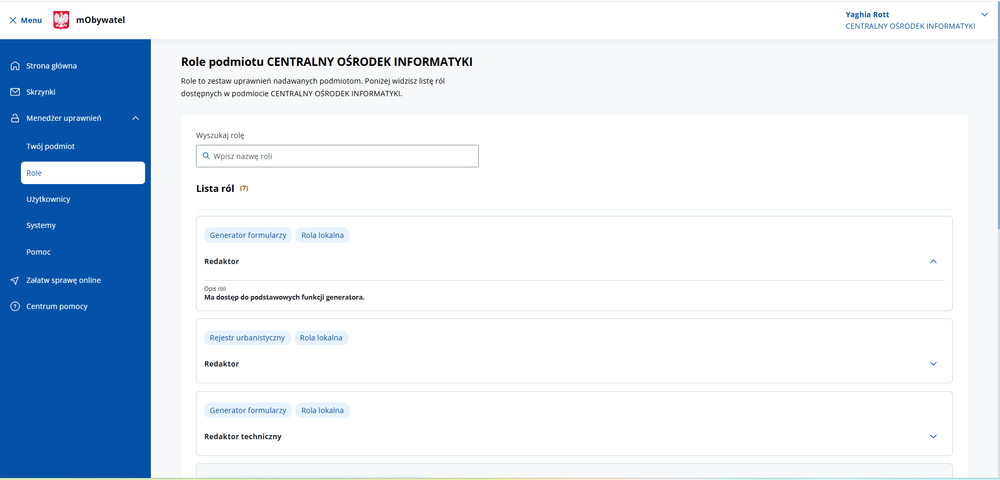 Menu
mObywatel
Yaghia Rott
CENTRALNY OŚRODEK INFORMATYKI
Strona główna
Skrzynki
Menedżer uprawnień
Twój podmiot
Role
Użytkownicy
Systemy
Pomoc
Załatw sprawę online
Centrum pomocy
Role podmiotu CENTRALNY OŚRODEK INFORMATYKI
Role to zestaw uprawnień nadawanych podmiotom. Poniżej widzisz listę ról
dostępnych w podmiocie CENTRALNY OŚRODEK INFORMATYKI.
Wyszukaj rolę
Wpisz nazwę roli
Lista ról (7)
Generator formularzy Rola lokalna
Redaktor
Opis roli
Ma dostęp do podstawowych funkcji generatora.
Rejestr urbanistyczny Rola lokalna
Redaktor
Generator formularzy Rola lokalna
Redaktor techniczny